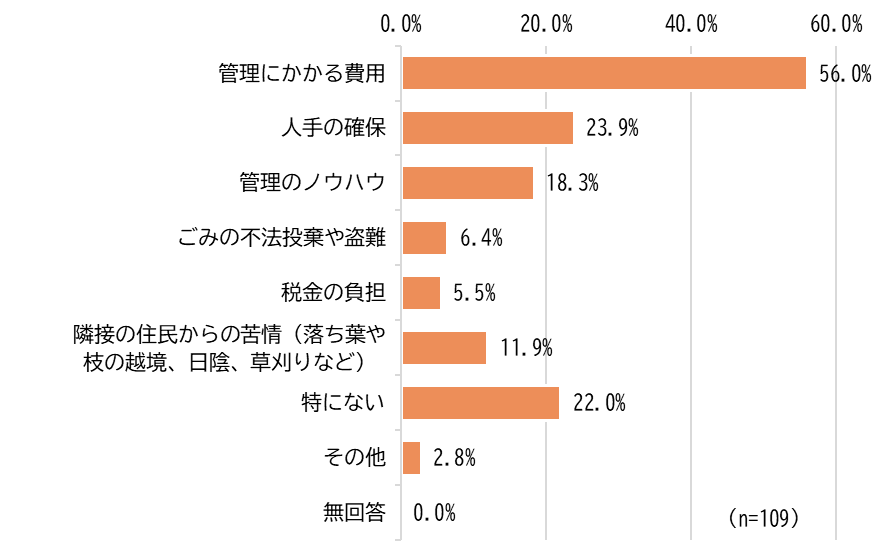 0.0% 20.0% 40.0% 60.0%
管理にかかる費用 56.0%
人手の確保 23.9%
管理のノウハウ 18.3%
ごみの不法投棄や盗難 6.4%
税金の負担 5.5%
隣接の住民からの苦情（落ち葉や
枝の越境、日陰、草刈りなど） 11.9%
特にない 22.0%
その他 2.8%
無回答 0.0%
（n=109）